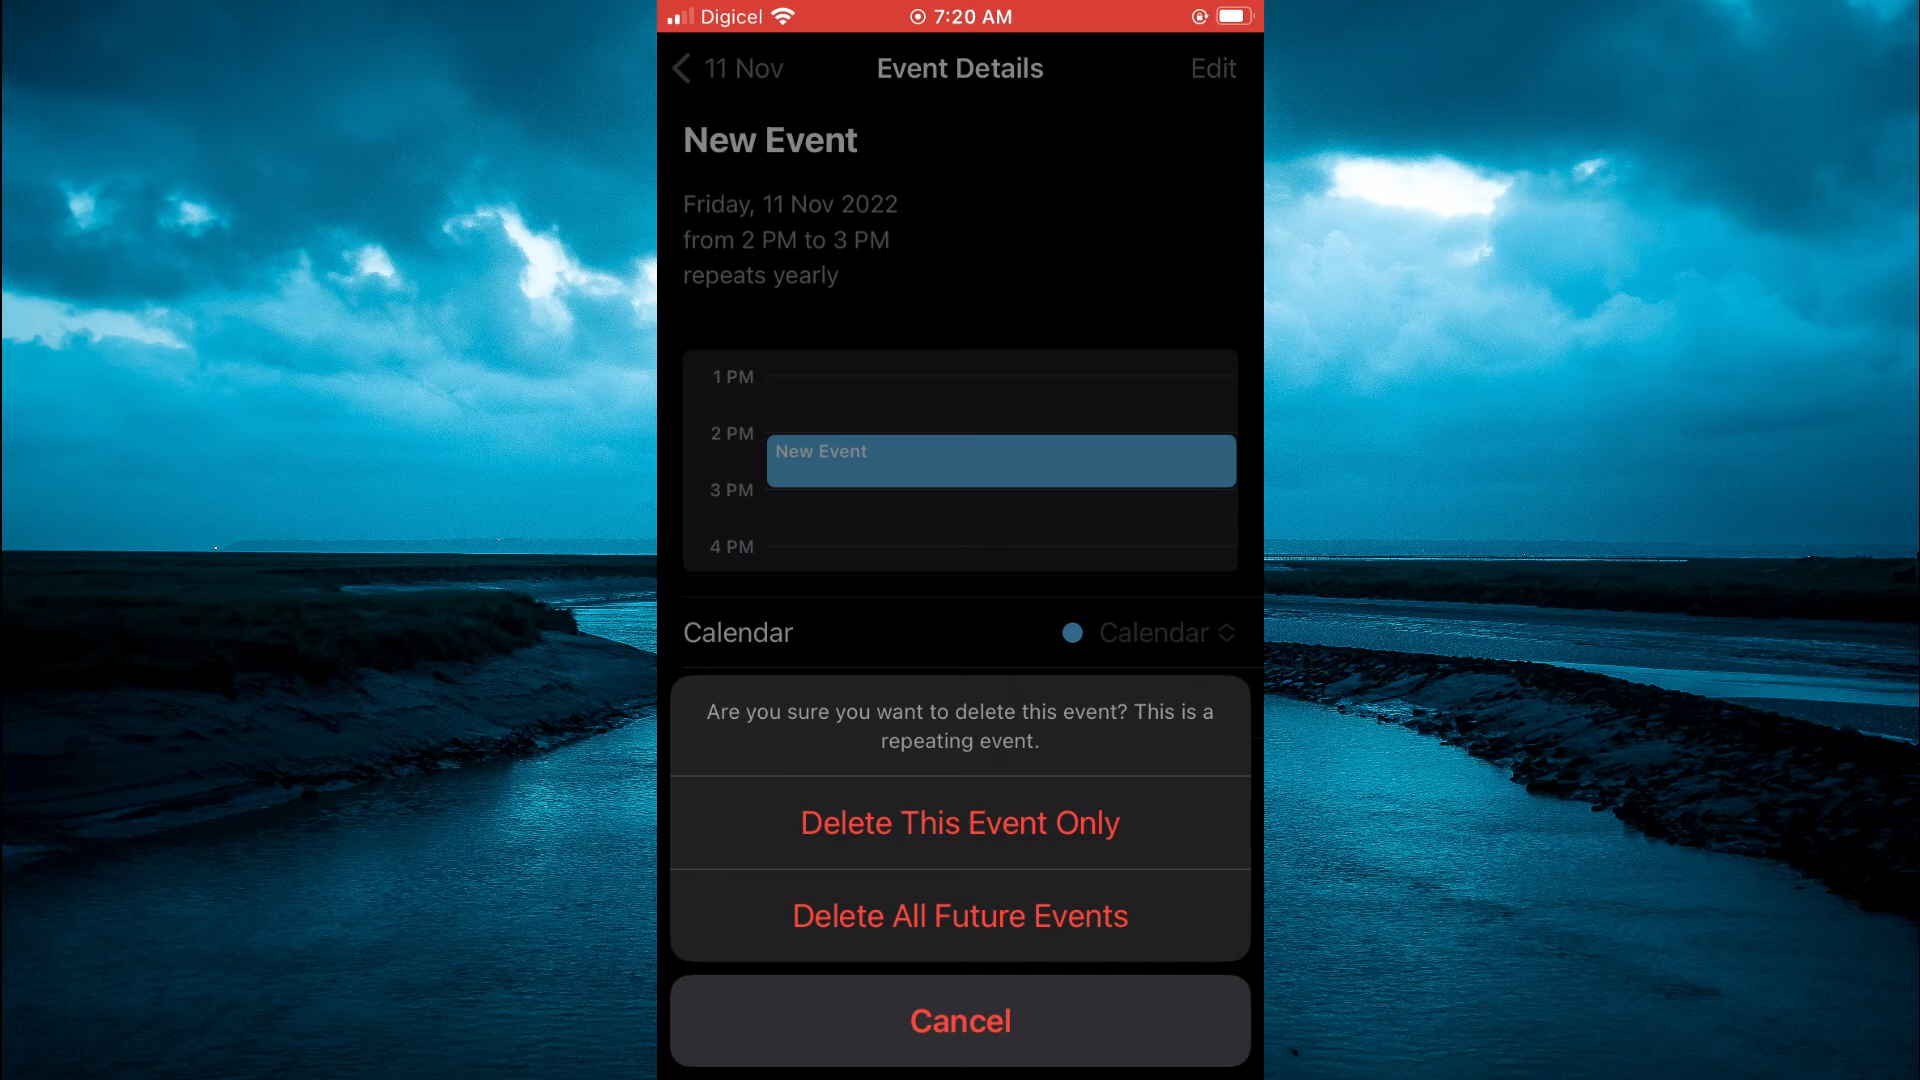 Digicel 7:20 AM
11 Nov Event Details Edit
New Event
Friday, 11 Nov 2022
from 2 PM to 3 PM
repeats yearly
1 PM
2 PM
New Event
3 PM
4 PM
Calendar Calendar
Are you sure you want to delete this event? This is a
repeating event.
Delete This Event Only
Delete All Future Events
Cancel